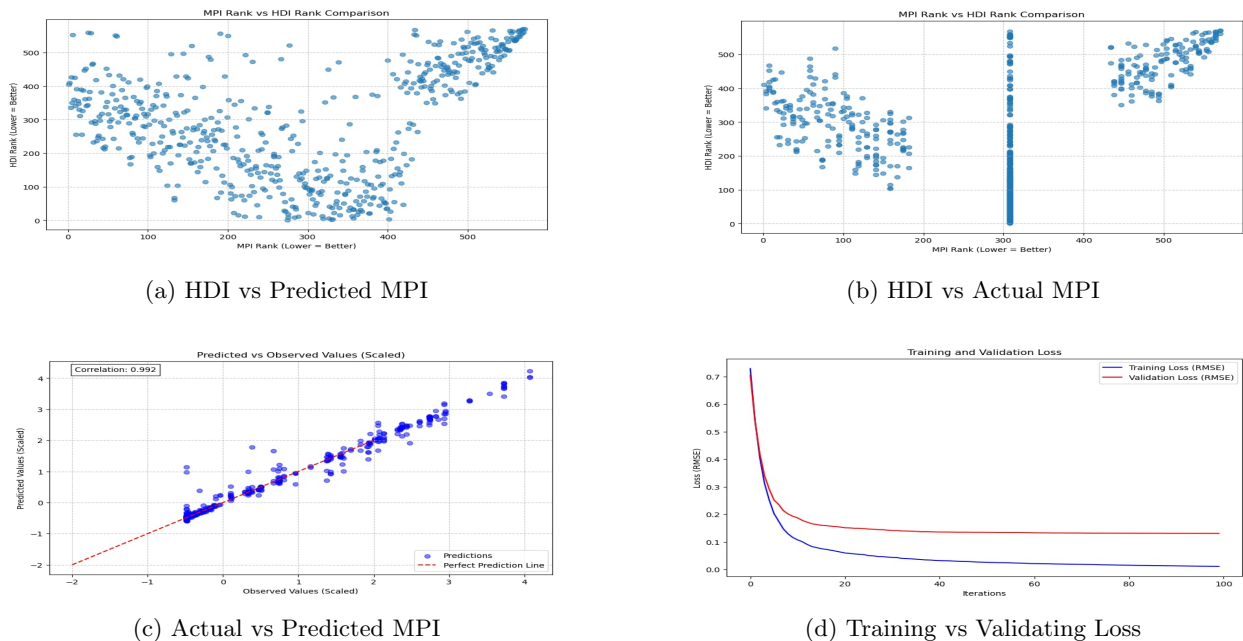 MPI Rank vs HDI Rank Comparison
HDI Rank (Lower = Better)
500
400
300
200
100
0
0 100 200 300 400 500
MPI Rank (Lower = Better)
(a) HDI vs Predicted MPI
MPI Rank vs HDI Rank Comparison
HDI Rank (Lower = Better)
500
400
300
200
100
0
0 100 200 300 400 500
MPI Rank (Lower = Better)
(b) HDI vs Actual MPI
Predicted vs Observed Values (Scaled)
Correlation: 0.992
Predicted Values (Scaled)
4
3
2
1
0
−1
−2
Predictions
Perfect Prediction Line
−2 −1 0 1 2 3 4
Observed Values (Scaled)
(c) Actual vs Predicted MPI
Training and Validation Loss
Training Loss (RMSE)
Validation Loss (RMSE)
Loss (RMSE)
0.7
0.6
0.5
0.4
0.3
0.2
0.1
0.0
0 20 40 60 80 100
Iterations
(d) Training vs Validating Loss